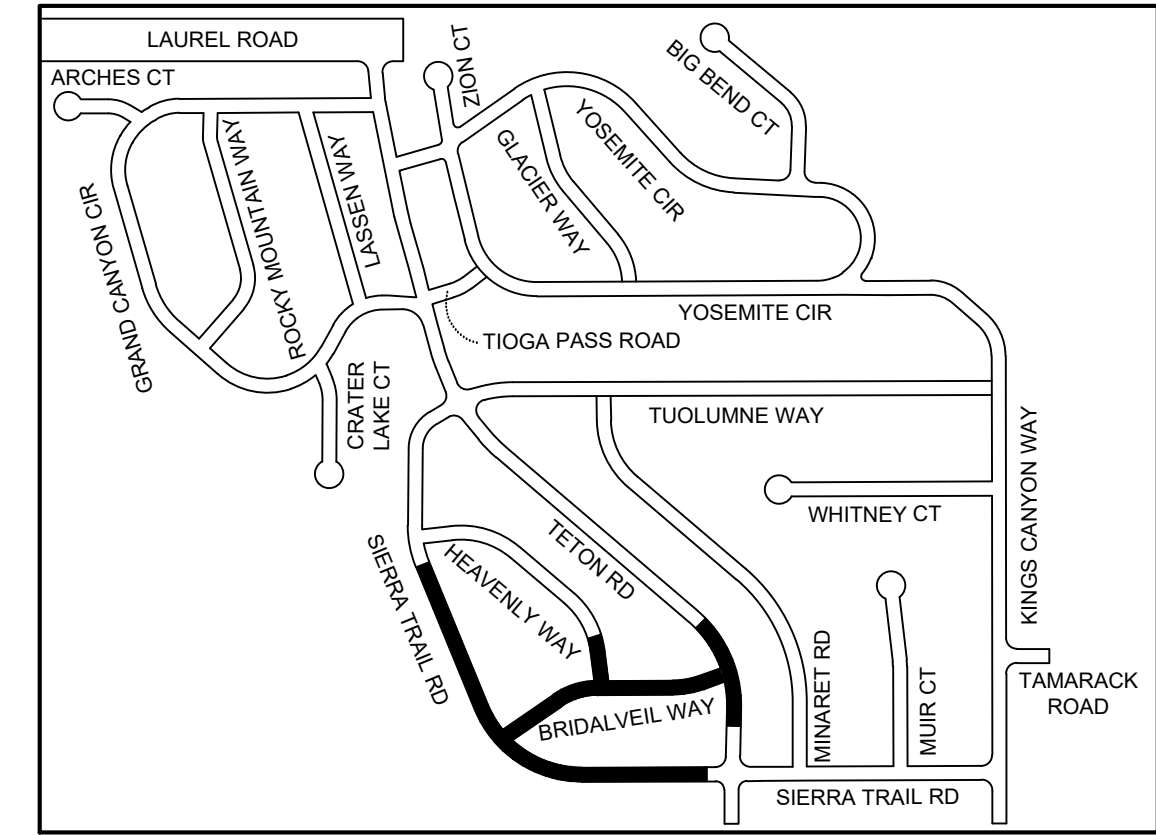 LAUREL ROAD
ARCHES CT
ZION CT
BIG BEND CT
YOSEMITE CIR
GLACIER WAY
LASSEN WAY
ROCKY MOUNTAIN WAY
GRAND CANYON CIR
YOSEMITE CIR
TIOGA PASS ROAD
CRATER
LAKE CT
TUOLUMNE WAY
KINGS CANYON WAY
WHITNEY CT
TETON RD
HEAVENLY WAY
SIERRA TRAIL RD
MINARET RD
MUIR CT
TAMARACK
ROAD
BRIDALVEIL WAY
SIERRA TRAIL RD